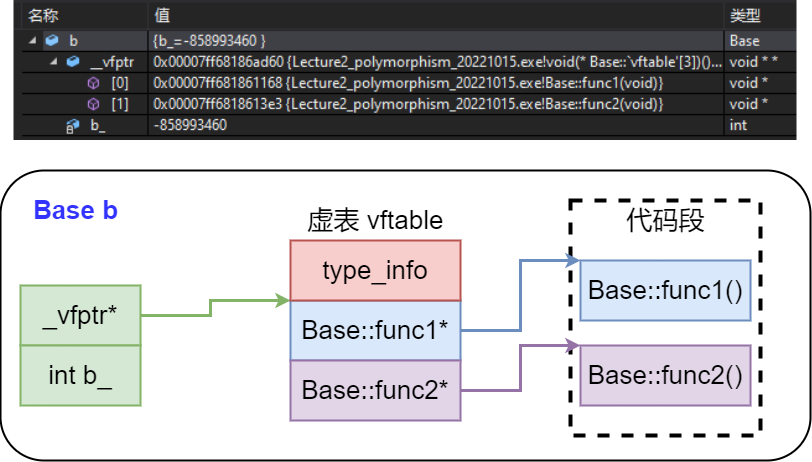 名称 值 类型
b {b_=-858993460 } Base
__vfptr 0x00007ff68186ad60 {Lecture2_polymorphism_20221015.exe!void(* Base::`vftable'[3])()... void * *
[0] 0x00007ff681861168 {Lecture2_polymorphism_20221015.exe!Base::func1(void)} void *
[1] 0x00007ff6818613e3 {Lecture2_polymorphism_20221015.exe!Base::func2(void)} void *
b_ -858993460 int
Base b
虚表 vftable
代码段
type_info
_vfptr*
Base::func1*
Base::func1()
int b_
Base::func2*
Base::func2()